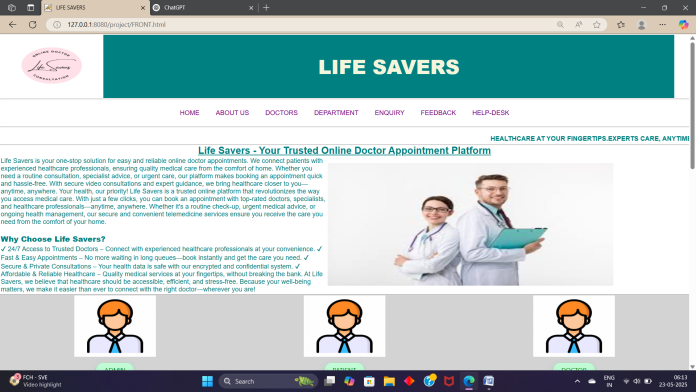 LIFE SAVERS
ChatGPT
127.0.0.1:8080/project/FRONT.html
ONLINE DOCTOR
Life Savers
CONSULTATION
LIFE SAVERS
HOME ABOUT US DOCTORS DEPARTMENT ENQUIRY FEEDBACK HELP-DESK
HEALTHCARE AT YOUR FINGERTIPS.EXPERTS CARE, ANYTIME
Life Savers - Your Trusted Online Doctor Appointment Platform
Life Savers is your one-stop solution for easy and reliable online doctor appointments. We connect patients with
experienced healthcare professionals, ensuring quality medical care from the comfort of home. Whether you
need a routine consultation, specialist advice, or urgent care, our platform makes booking an appointment quick
and hassle-free. With secure video consultations and expert guidance, we bring healthcare closer to you—
anytime, anywhere. Your health, our priority! Life Savers is a trusted online platform that revolutionizes the way
you access medical care. With just a few clicks, you can book an appointment with top-rated doctors, specialists,
and healthcare professionals—anytime, anywhere. Whether it's a routine check-up, urgent medical advice, or
ongoing health management, our secure and convenient telemedicine services ensure you receive the care you
need from the comfort of your home.
Why Choose Life Savers?
✓ 24/7 Access to Trusted Doctors – Connect with experienced healthcare professionals at your convenience. ✓
Fast & Easy Appointments – No more waiting in long queues—book instantly and get the care you need. ✓
Secure & Private Consultations – Your health data is safe with our encrypted and confidential system. ✓
Affordable & Reliable Healthcare – Quality medical services at your fingertips, without breaking the bank. At Life
Savers, we believe that healthcare should be accessible, efficient, and stress-free. Because your well-being
matters, we make it easier than ever to connect with the right doctor—wherever you are!
ADMIN PATIENT DOCTOR
FCH - SVE
Video highlight
Search
ENG
IN
06:13
23-05-2025